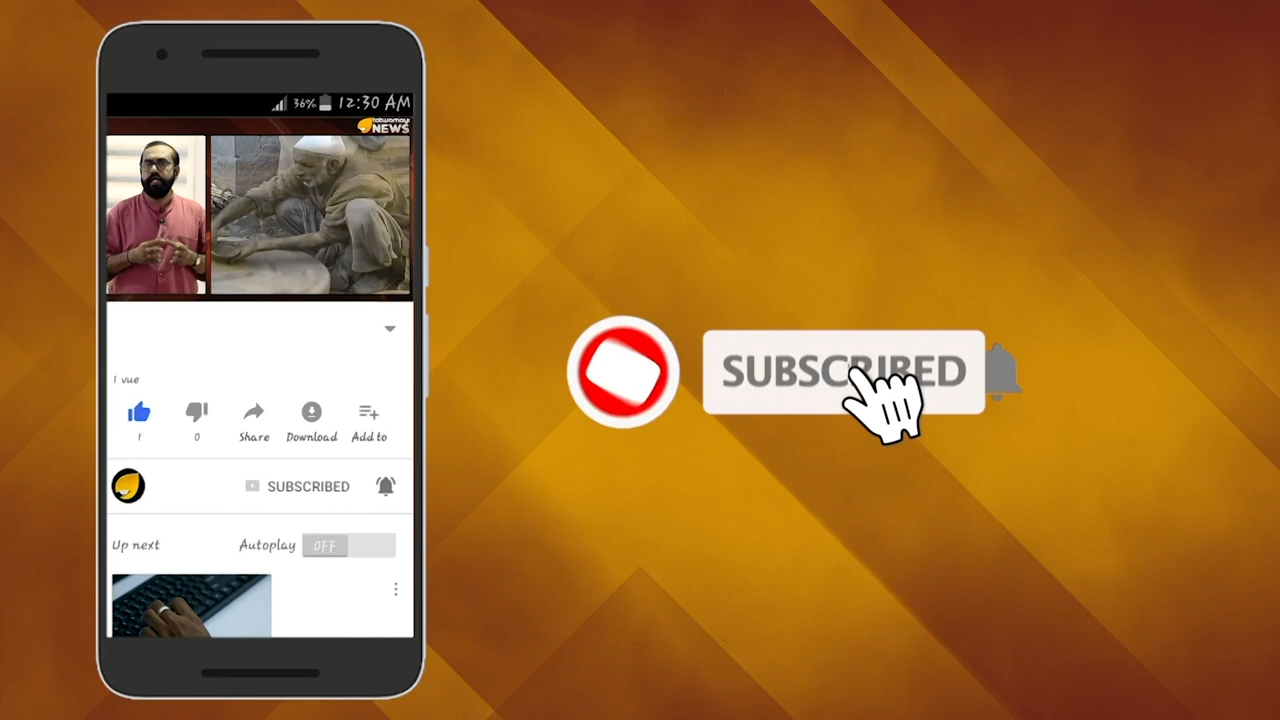 36% 12:30 AM
tatwamayi
NEWS
1 vue
1
0
Share
Download
Add to
SUBSCRIBED
Up next
Autoplay
OFF
SUBSCRIBED